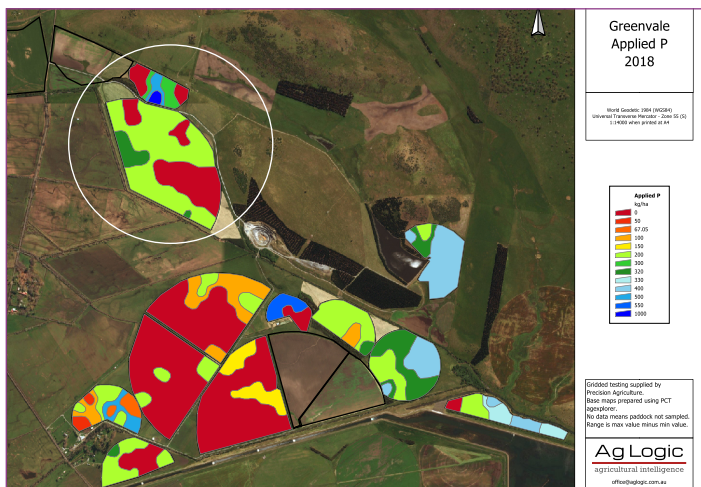 Greenvale
Applied P
2018
World Geodetic 1984 (WGS84)
Universal Transverse Mercator - Zone 55 (S)
1:14000 when printed at A4
Applied P
kg/ha
0
50
67.05
100
150
200
300
320
330
400
500
550
1000
Gridded testing supplied by
Precision Agriculture.
Base maps prepared using PCT
agexplorer.
No data means paddock not sampled.
Range is max value minus min value.
Ag Logic
agricultural intelligence
office@aglogic.com.au